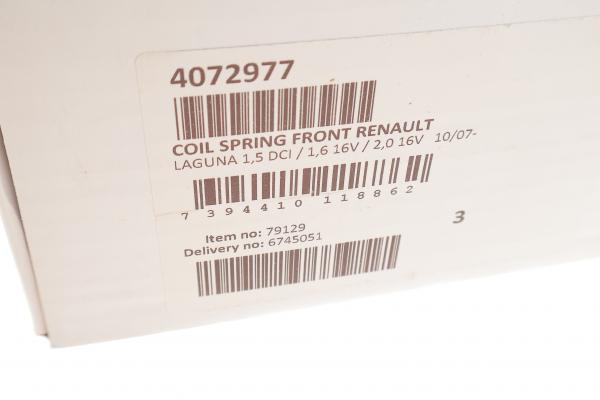 4072977
COIL SPRING FRONT RENAULT
LAGUNA 1,5 DCI / 1,6 16V / 2,0 16V 10/07-
7 394410 118862
3
Item no: 79129
Delivery no: 6745051